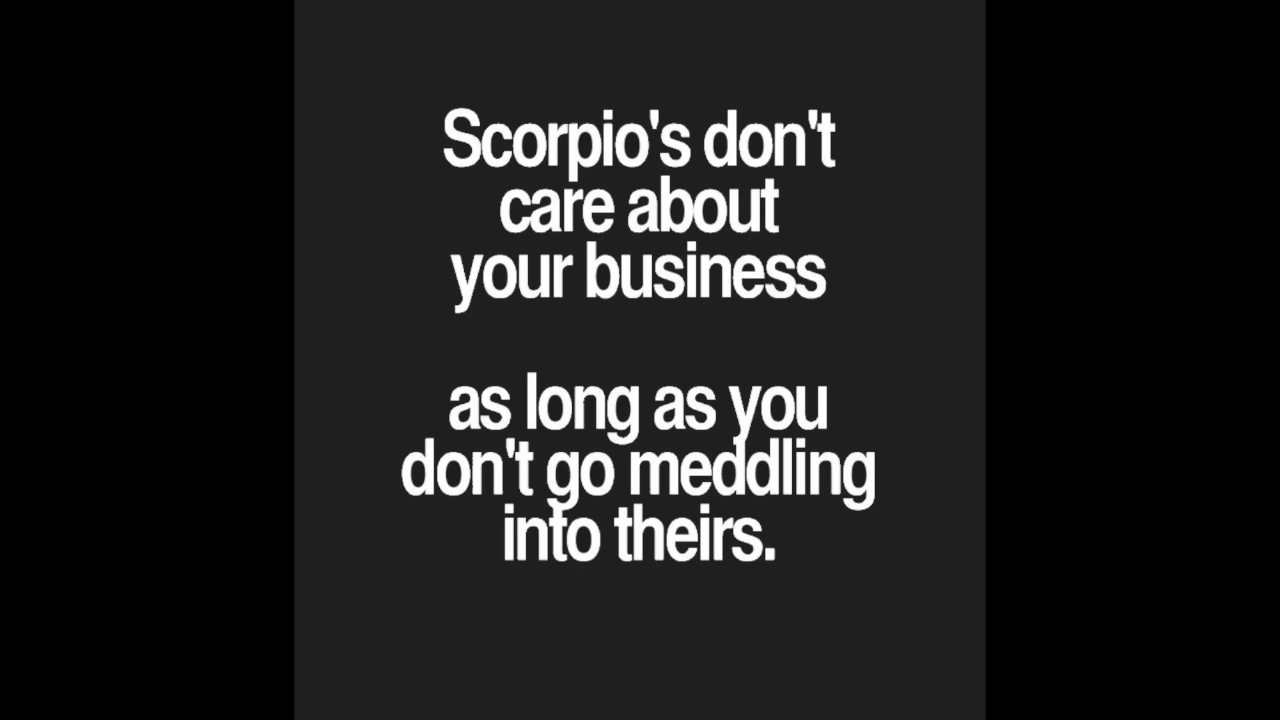 Scorpio's don't
care about
your business
as long as you
don't go meddling
into theirs.